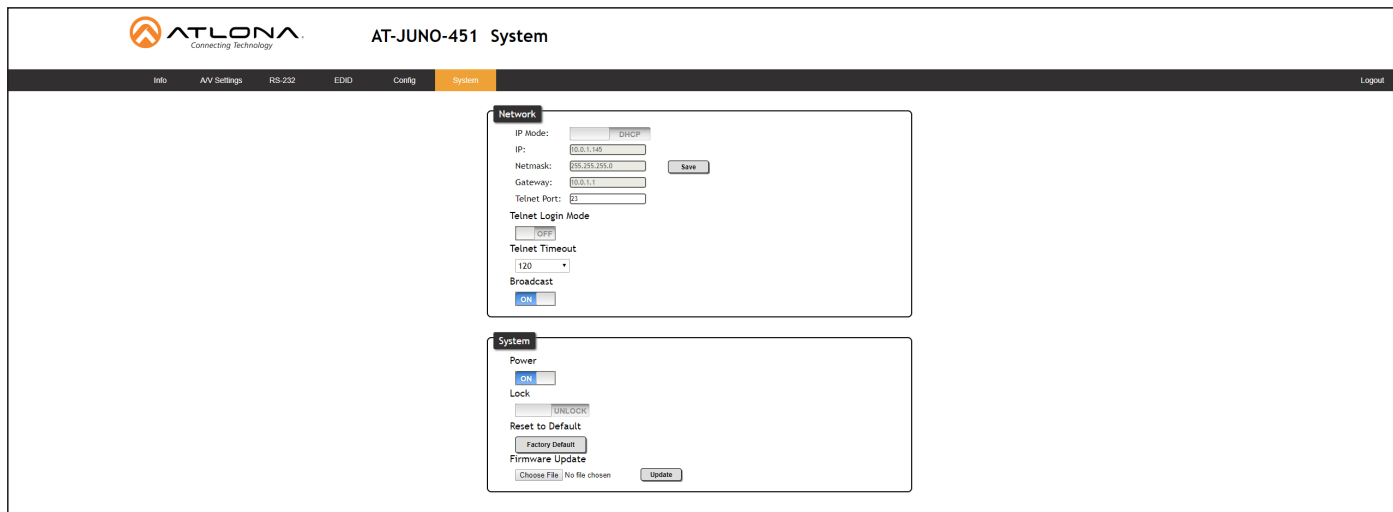 ATLONA.
Connecting Technology
AT-JUNO-451 System
Info A/V Settings RS-232 EDID Config System Logout
Network
IP Mode: DHCP
IP: 10.0.1.145
Netmask: 255.255.255.0 Save
Gateway: 10.0.1.1
Telnet Port: 23
Telnet Login Mode
OFF
Telnet Timeout
120
Broadcast
ON
System
Power
ON
Lock
UNLOCK
Reset to Default
Factory Default
Firmware Update
Choose File No file chosen Update